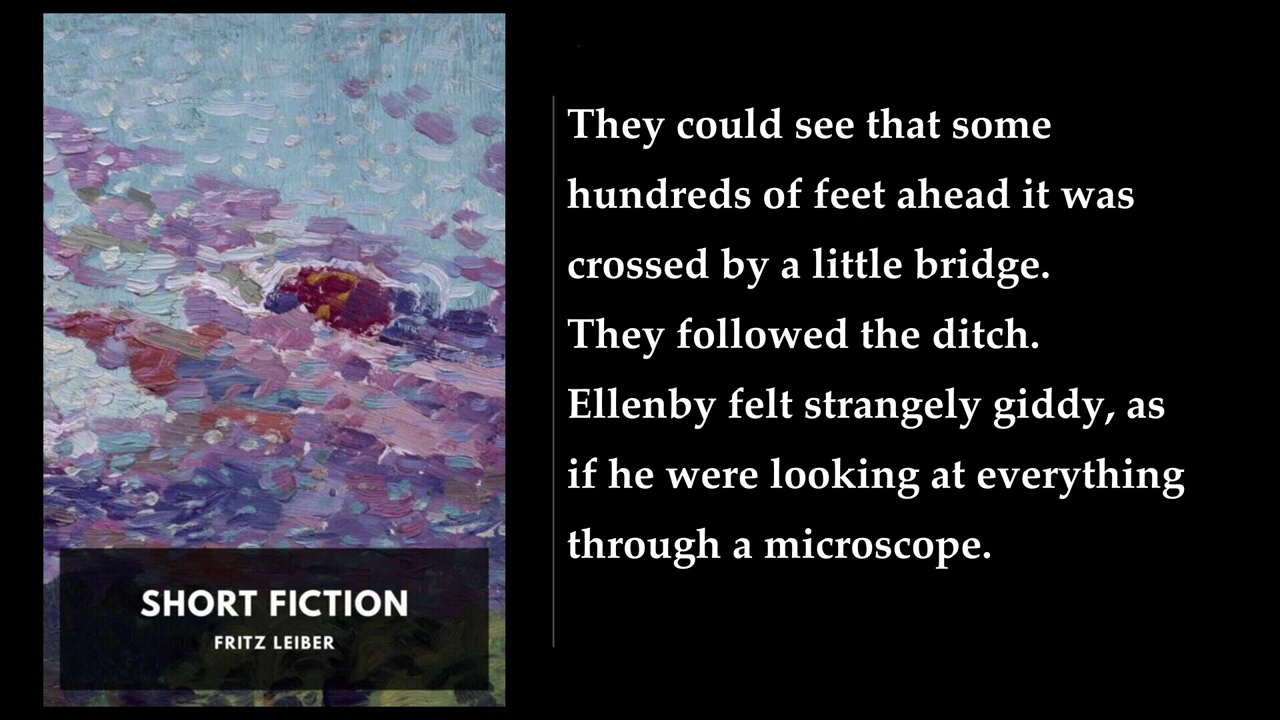 SHORT FICTION
FRITZ LEIBER
They could see that some
hundreds of feet ahead it was
crossed by a little bridge.
They followed the ditch.
Ellenby felt strangely giddy, as
if he were looking at everything
through a microscope.